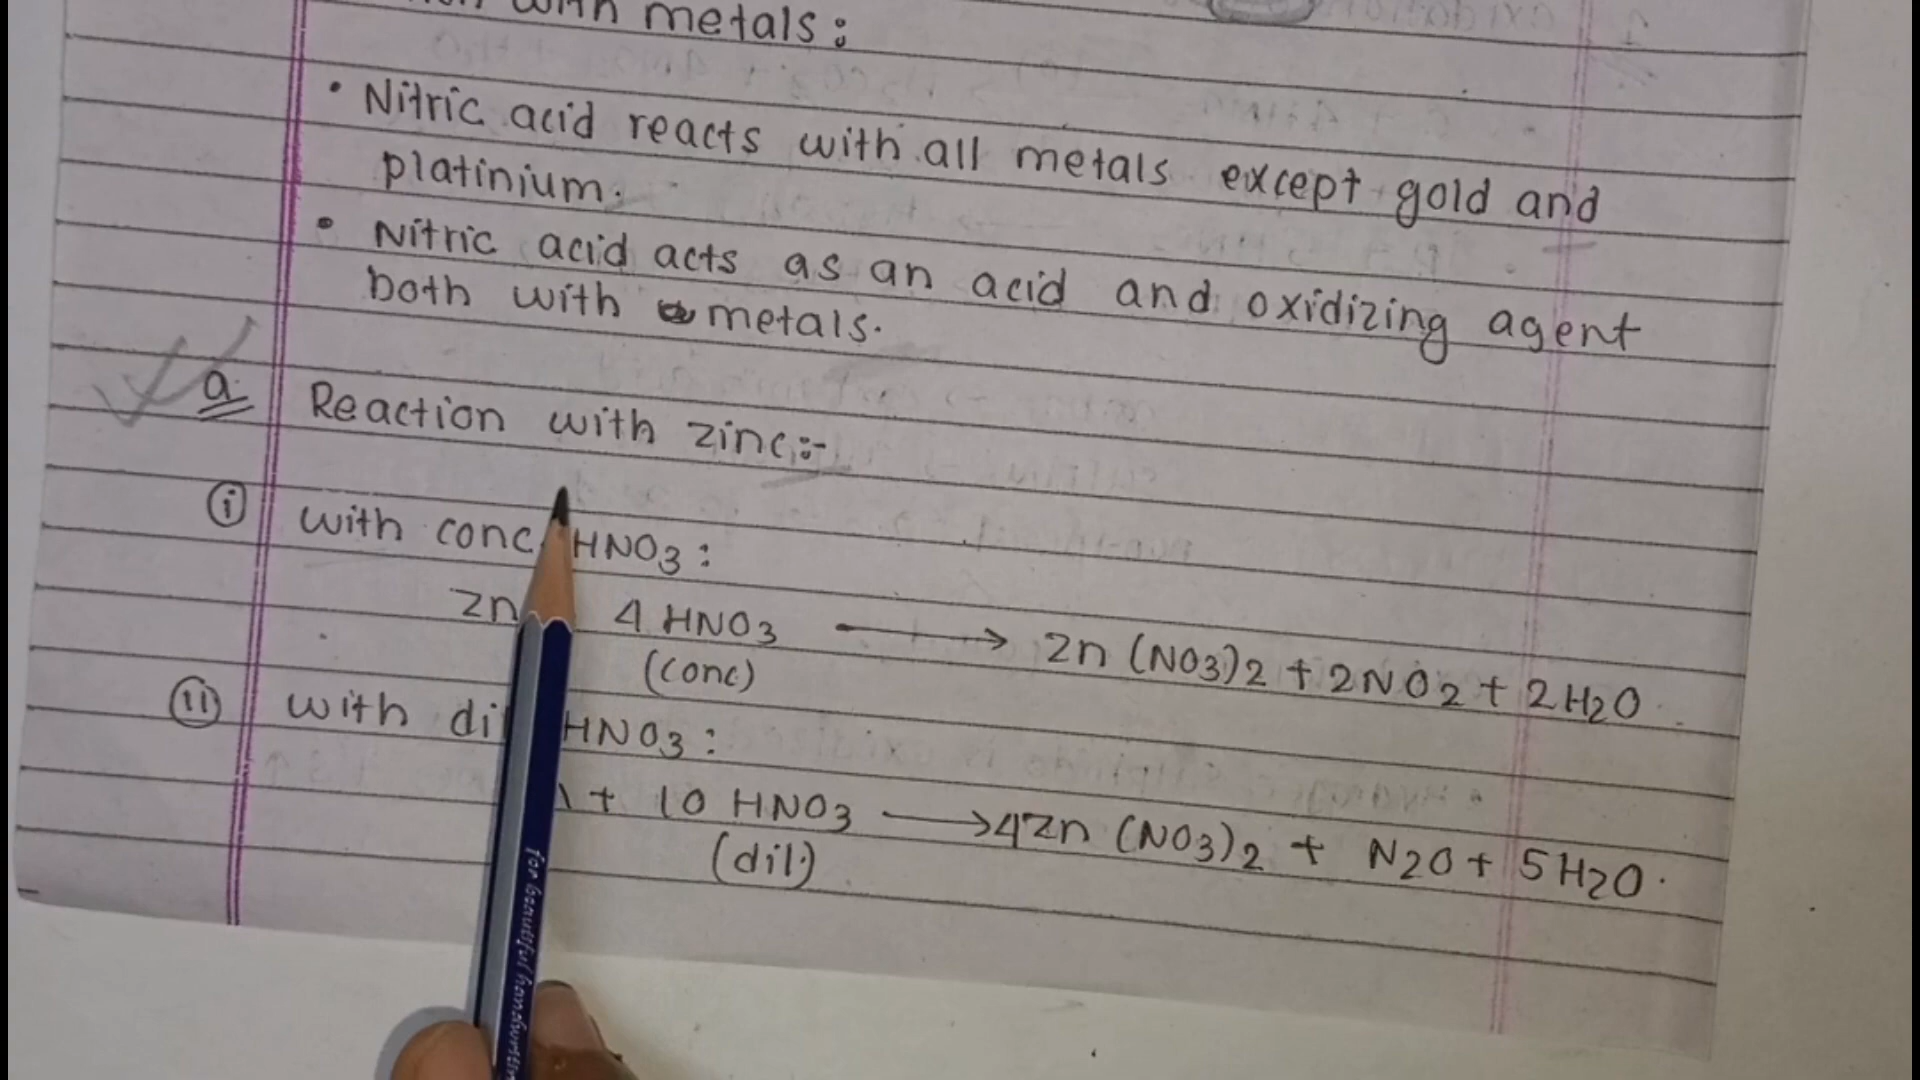 with metals:
• Nitric acid reacts with all metals except gold and
platinium.
• Nitric acid acts as an acid and oxidizing agent
both with metals.
a. Reaction with zinc:-
(i) with conc. HNO3:
Zn 4 HNO3 ⟶ Zn (NO3)2 + 2NO2 + 2H2O.
(conc)
(ii) with di HNO3:
+ 10 HNO3 ⟶ 4Zn (NO3)2 + N2O + 5H2O.
(dil.)
for beautiful handwriting